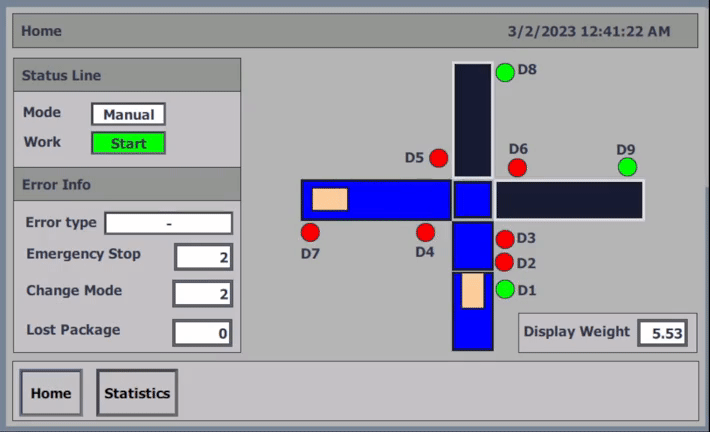 Home
3/2/2023 12:41:22 AM
Status Line
Mode Manual
Work Start
Error Info
Error type -
Emergency Stop 2
Change Mode 2
Lost Package 0
D8
D5
D6
D9
D7
D4
D3
D2
D1
Display Weight 5.53
Home
Statistics